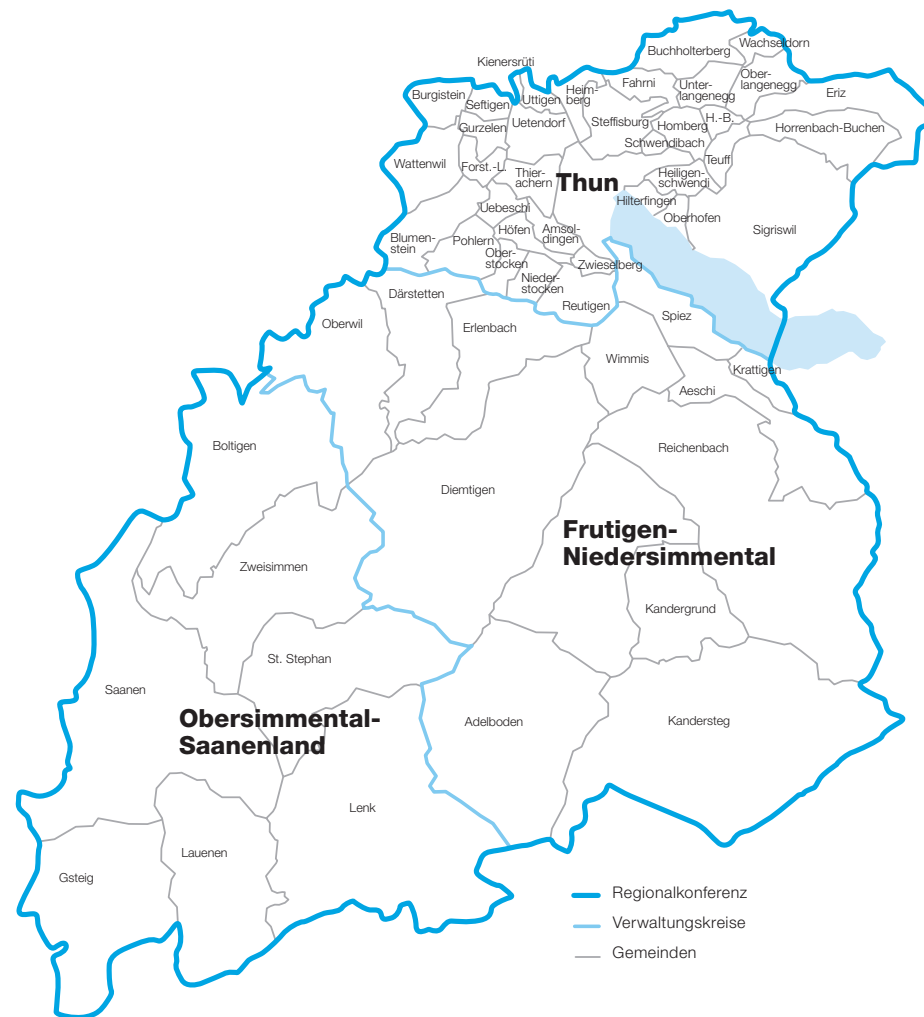 Wachseldorn
Buchholterberg
Kienersrüti
Fahrni
Ober-
langenegg
Unter-
langenegg
Heim-
berg
Eriz
Burgistein
Seftigen
Uttigen
Gurzelen
Uetendorf
Steffisburg
Homberg
H.-B.
Horrenbach-Buchen
Schwendibach
Wattenwil
Forst.-L.
Thier-
achern
Thun
Teuff
Heiligen-
schwendi
Hilterfingen
Oberhofen
Sigriswil
Uebeschi
Höfen
Amsol-
dingen
Blumen-
stein
Pohlern
Ober-
stocken
Zwieselberg
Nieder-
stocken
Därstetten
Reutigen
Oberwil
Erlenbach
Spiez
Wimmis
Krattigen
Aeschi
Boltigen
Reichenbach
Diemtigen
Frutigen-
Niedersimmental
Zweisimmen
Kandergrund
St. Stephan
Saanen
Obersimmental-
Saanenland
Adelboden
Kandersteg
Lenk
Lauenen
Gsteig
Regionalkonferenz
Verwaltungskreise
Gemeinden